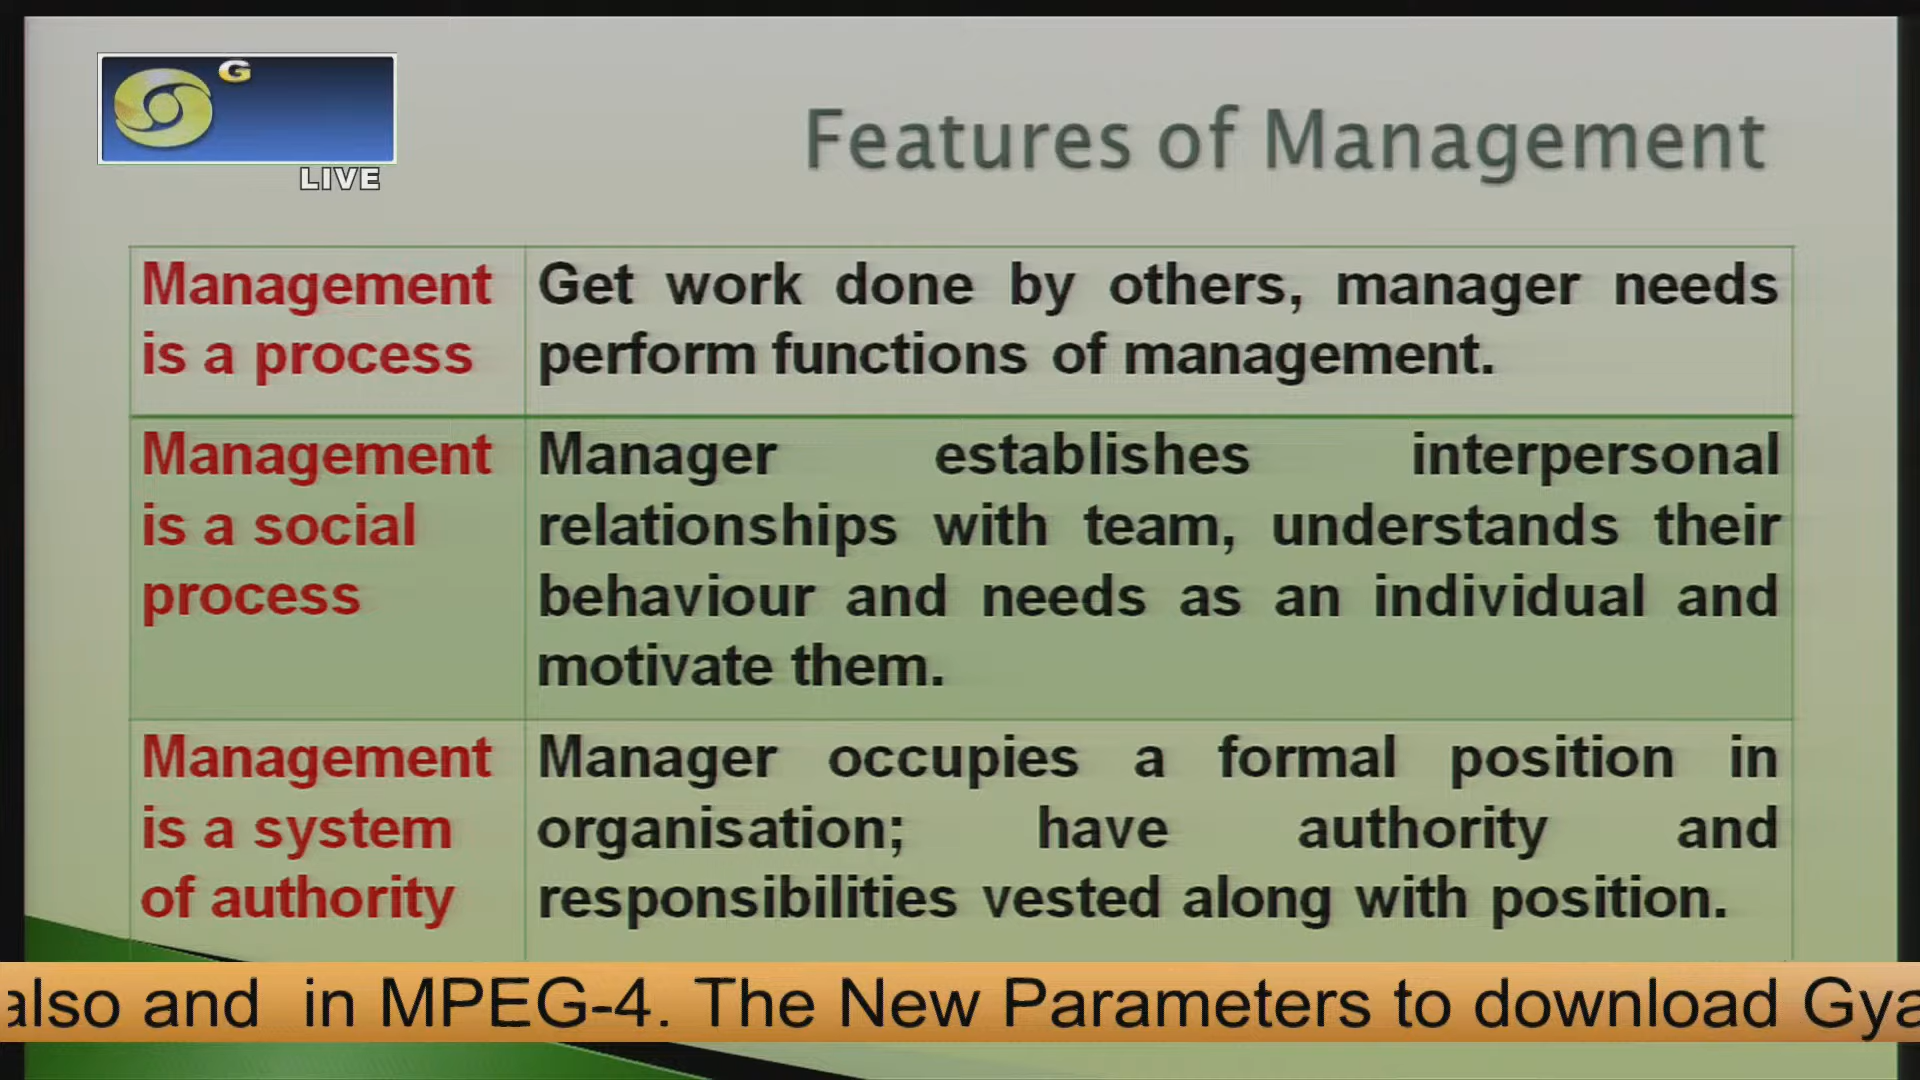 G
LIVE
Features of Management
Management
is a process
Get work done by others, manager needs
perform functions of management.
Management
is a social
process
Manager establishes interpersonal
relationships with team, understands their
behaviour and needs as an individual and
motivate them.
Management
is a system
of authority
Manager occupies a formal position in
organisation; have authority and
responsibilities vested along with position.
also and in MPEG-4. The New Parameters to download Gya